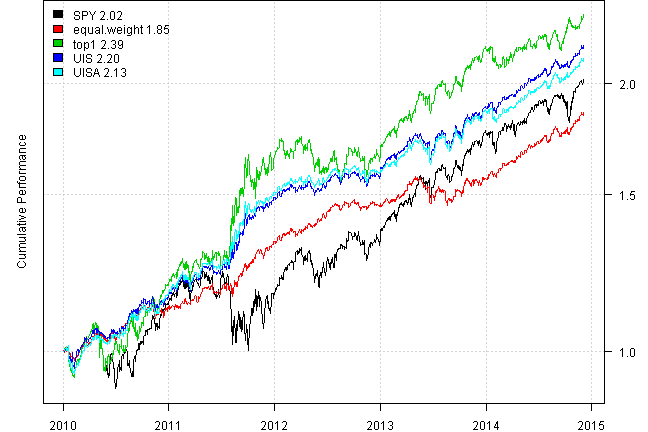 SPY 2.02
equal.weight 1.85
top1 2.39
UIS 2.20
UISA 2.13
Cumulative Performance
2.0
1.5
1.0
2010 2011 2012 2013 2014 2015